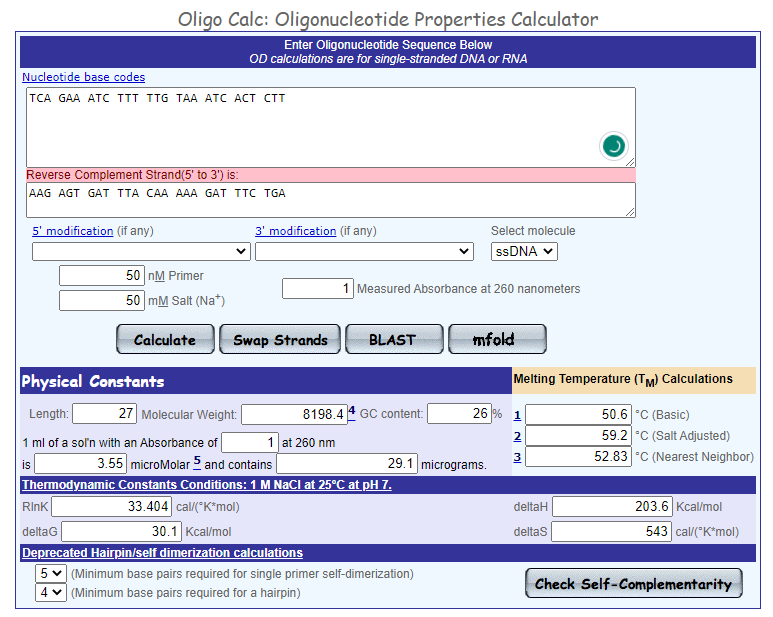 Oligo Calc: Oligonucleotide Properties Calculator
Enter Oligonucleotide Sequence Below
OD calculations are for single-stranded DNA or RNA
Nucleotide base codes
TCA GAA ATC TTT TTG TAA ATC ACT CTT
Reverse Complement Strand(5' to 3') is:
AAG AGT GAT TTA CAA AAA GAT TTC TGA
5' modification (if any) 3' modification (if any) Select molecule
ssDNA
50 nM Primer
1 Measured Absorbance at 260 nanometers
50 mM Salt (Na+)
Calculate Swap Strands BLAST mfold
Physical Constants Melting Temperature (TM) Calculations
Length: 27 Molecular Weight: 8198.4 4 GC content: 26 % 1 50.6 °C (Basic)
1 ml of a sol'n with an Absorbance of 1 at 260 nm 2 59.2 °C (Salt Adjusted)
is 3.55 microMolar 5 and contains 29.1 micrograms. 3 52.83 °C (Nearest Neighbor)
Thermodynamic Constants Conditions: 1 M NaCl at 25°C at pH 7.
RlnK 33.404 cal/(°K*mol) deltaH 203.6 Kcal/mol
deltaG 30.1 Kcal/mol deltaS 543 cal/(°K*mol)
Deprecated Hairpin/self dimerization calculations
5 (Minimum base pairs required for single primer self-dimerization)
4 (Minimum base pairs required for a hairpin)
Check Self-Complementarity